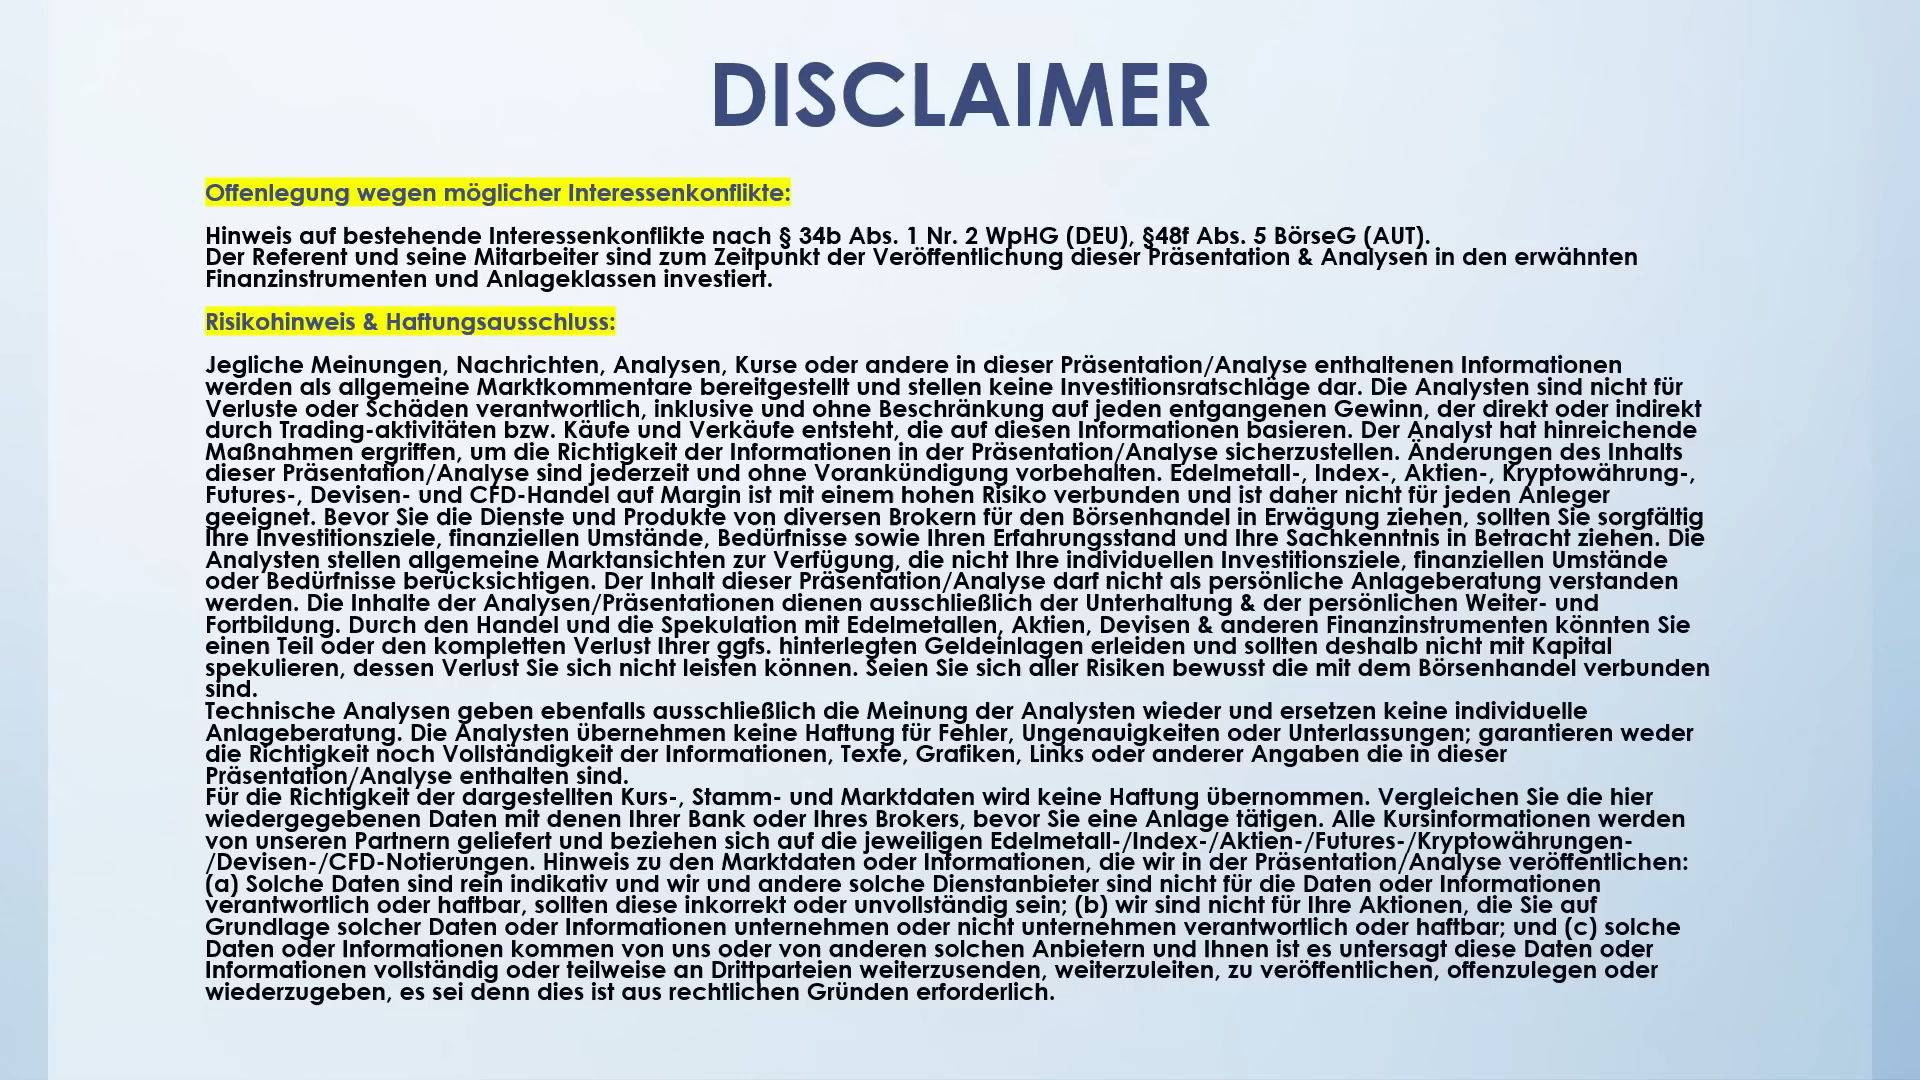 DISCLAIMER
Offenlegung wegen möglicher Interessenkonflikte:
Hinweis auf bestehende Interessenkonflikte nach § 34b Abs. 1 Nr. 2 WpHG (DEU), §48f Abs. 5 BörseG (AUT).
Der Referent und seine Mitarbeiter sind zum Zeitpunkt der Veröffentlichung dieser Präsentation & Analysen in den erwähnten
Finanzinstrumenten und Anlageklassen investiert.
Risikohinweis & Haftungsausschluss:
Jegliche Meinungen, Nachrichten, Analysen, Kurse oder andere in dieser Präsentation/Analyse enthaltenen Informationen
werden als allgemeine Marktkommentare bereitgestellt und stellen keine Investitionsratschläge dar. Die Analysten sind nicht für
Verluste oder Schäden verantwortlich, inklusive und ohne Beschränkung auf jeden entgangenen Gewinn, der direkt oder indirekt
durch Trading-aktivitäten bzw. Käufe und Verkäufe entsteht, die auf diesen Informationen basieren. Der Analyst hat hinreichende
Maßnahmen ergriffen, um die Richtigkeit der Informationen in der Präsentation/Analyse sicherzustellen. Änderungen des Inhalts
dieser Präsentation/Analyse sind jederzeit und ohne Vorankündigung vorbehalten. Edelmetall-, Index-, Aktien-, Kryptowährung-,
Futures-, Devisen- und CFD-Handel auf Margin ist mit einem hohen Risiko verbunden und ist daher nicht für jeden Anleger
geeignet. Bevor Sie die Dienste und Produkte von diversen Brokern für den Börsenhandel in Erwägung ziehen, sollten Sie sorgfältig
Ihre Investitionsziele, finanziellen Umstände, Bedürfnisse sowie Ihren Erfahrungsstand und Ihre Sachkenntnis in Betracht ziehen. Die
Analysten stellen allgemeine Marktansichten zur Verfügung, die nicht Ihre individuellen Investitionsziele, finanziellen Umstände
oder Bedürfnisse berücksichtigen. Der Inhalt dieser Präsentation/Analyse darf nicht als persönliche Anlageberatung verstanden
werden. Die Inhalte der Analysen/Präsentationen dienen ausschließlich der Unterhaltung & der persönlichen Weiter- und
Fortbildung. Durch den Handel und die Spekulation mit Edelmetallen, Aktien, Devisen & anderen Finanzinstrumenten könnten Sie
einen Teil oder den kompletten Verlust Ihrer ggfs. hinterlegten Geldeinlagen erleiden und sollten deshalb nicht mit Kapital
spekulieren, dessen Verlust Sie sich nicht leisten können. Seien Sie sich aller Risiken bewusst die mit dem Börsenhandel verbunden
sind.
Technische Analysen geben ebenfalls ausschließlich die Meinung der Analysten wieder und ersetzen keine individuelle
Anlageberatung. Die Analysten übernehmen keine Haftung für Fehler, Ungenauigkeiten oder Unterlassungen; garantieren weder
die Richtigkeit noch Vollständigkeit der Informationen, Texte, Grafiken, Links oder anderer Angaben die in dieser
Präsentation/Analyse enthalten sind.
Für die Richtigkeit der dargestellten Kurs-, Stamm- und Marktdaten wird keine Haftung übernommen. Vergleichen Sie die hier
wiedergegebenen Daten mit denen Ihrer Bank oder Ihres Brokers, bevor Sie eine Anlage tätigen. Alle Kursinformationen werden
von unseren Partnern geliefert und beziehen sich auf die jeweiligen Edelmetall-/Index-/Aktien-/Futures-/Kryptowährungen-
/Devisen-/CFD-Notierungen. Hinweis zu den Marktdaten oder Informationen, die wir in der Präsentation/Analyse veröffentlichen:
(a) Solche Daten sind rein indikativ und wir und andere solche Dienstanbieter sind nicht für die Daten oder Informationen
verantwortlich oder haftbar, sollten diese inkorrekt oder unvollständig sein; (b) wir sind nicht für Ihre Aktionen, die Sie auf
Grundlage solcher Daten oder Informationen unternehmen oder nicht unternehmen verantwortlich oder haftbar; und (c) solche
Daten oder Informationen kommen von uns oder von anderen solchen Anbietern und Ihnen ist es untersagt diese Daten oder
Informationen vollständig oder teilweise an Drittparteien weiterzusenden, weiterzuleiten, zu veröffentlichen, offenzulegen oder
wiederzugeben, es sei denn dies ist aus rechtlichen Gründen erforderlich.